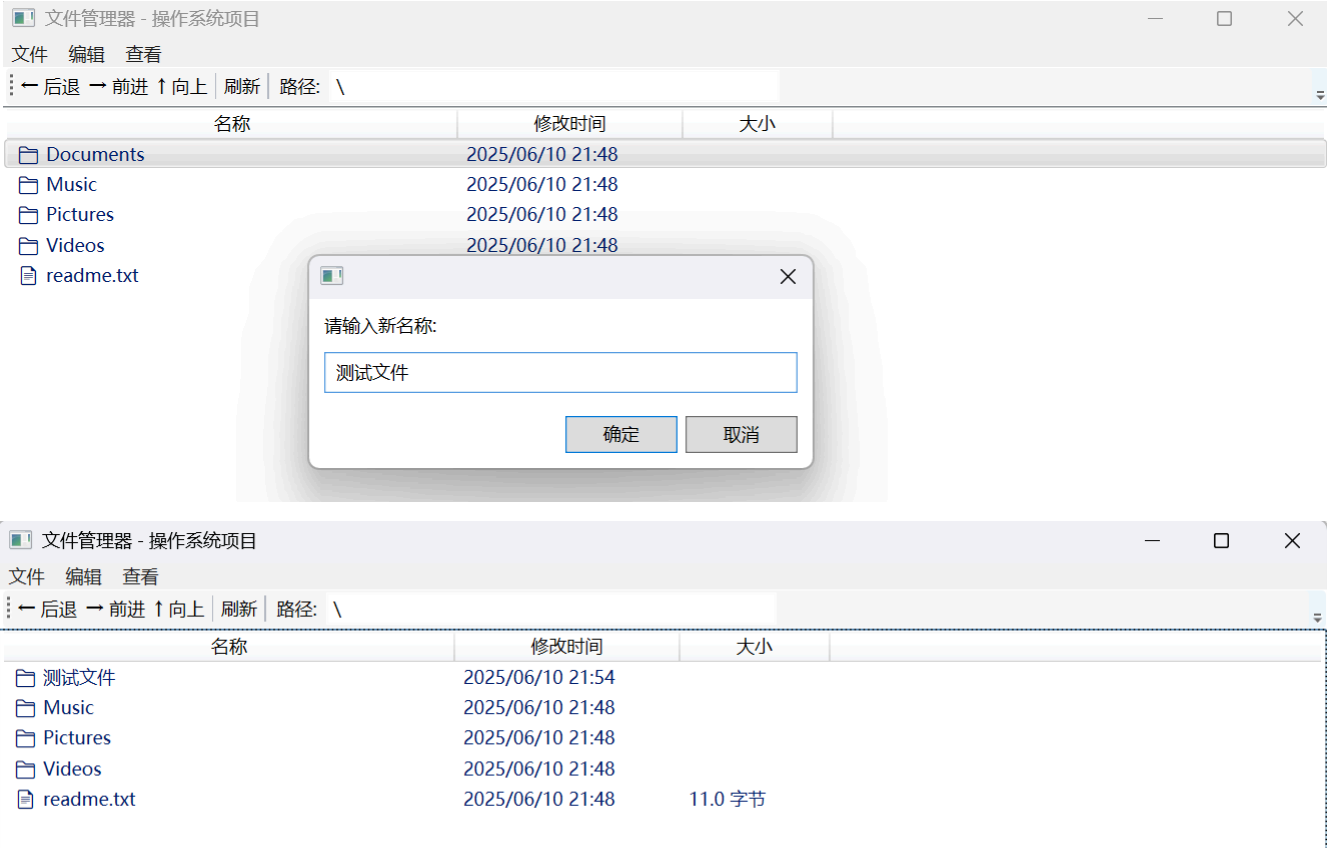 文件管理器 - 操作系统项目
文件 编辑 查看
←后退 →前进 ↑向上 刷新 路径: \
名称 修改时间 大小
Documents 2025/06/10 21:48
Music 2025/06/10 21:48
Pictures 2025/06/10 21:48
Videos 2025/06/10 21:48
readme.txt
请输入新名称:
测试文件
确定 取消
文件管理器 - 操作系统项目
文件 编辑 查看
←后退 →前进 ↑向上 刷新 路径: \
名称 修改时间 大小
测试文件 2025/06/10 21:54
Music 2025/06/10 21:48
Pictures 2025/06/10 21:48
Videos 2025/06/10 21:48
readme.txt 2025/06/10 21:48 11.0 字节